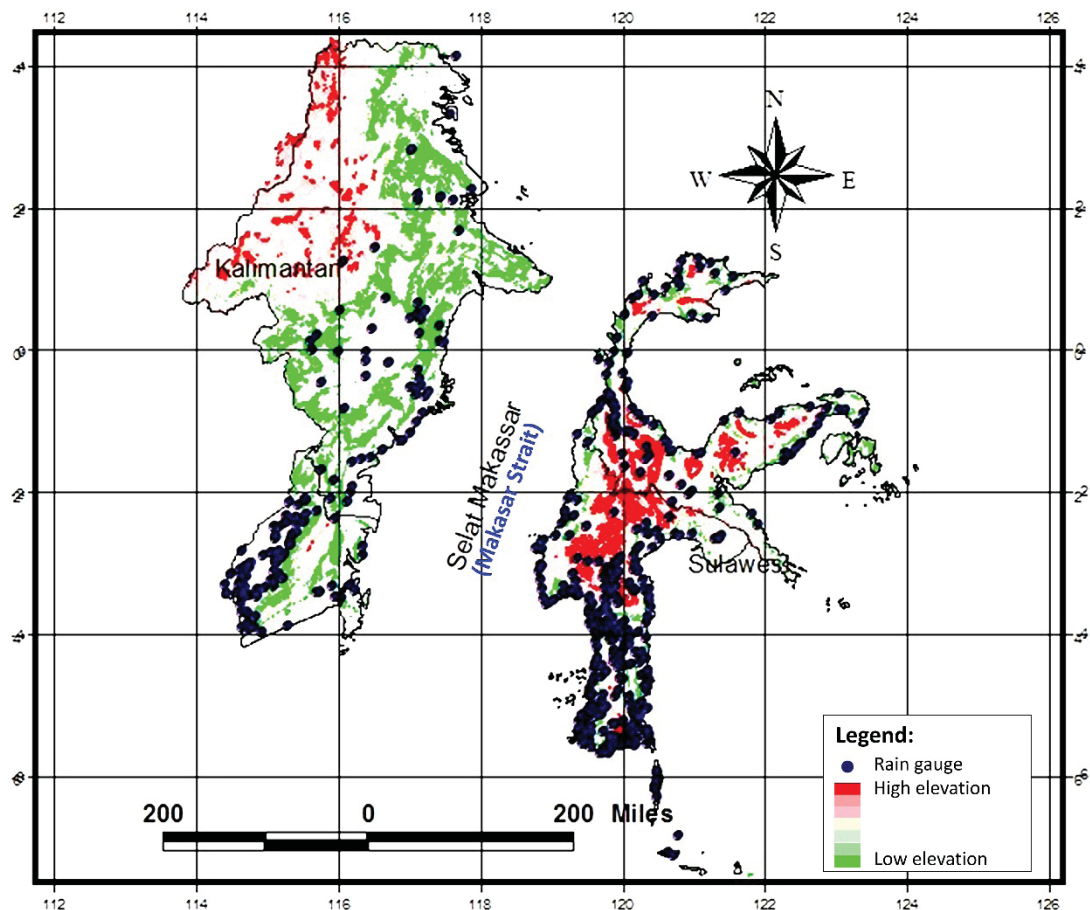 112 114 116 118 120 122 124 126
N
W E
S
Kalimantan
Selat Makassar
(Makasar Strait)
Sulawesi
Legend:
Rain gauge
High elevation
Low elevation
200 0 200 Miles
112 114 116 118 120 122 124 126